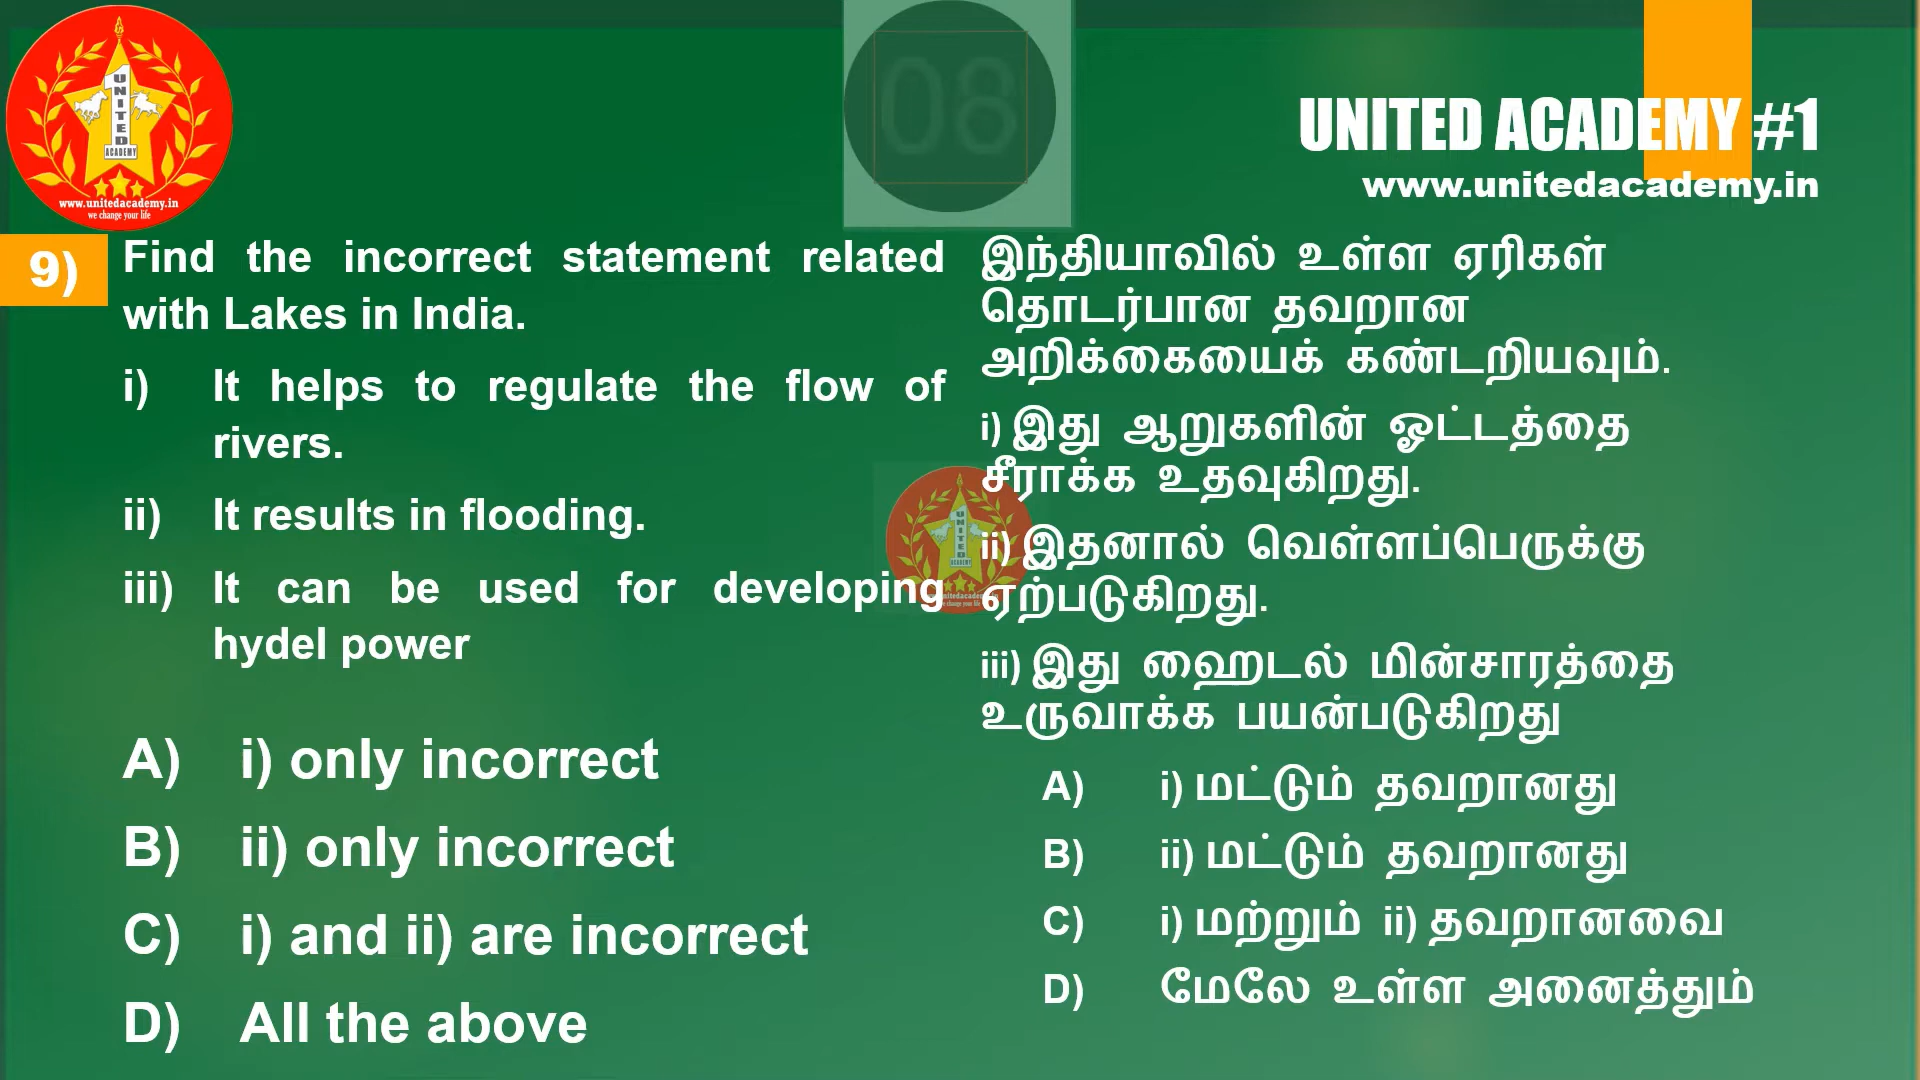 UNITED
ACADEMY
www.unitedacademy.in
we change your life
08
UNITED ACADEMY #1
www.unitedacademy.in
9)
Find the incorrect statement related
with Lakes in India.
i) It helps to regulate the flow of
rivers.
ii) It results in flooding.
iii) It can be used for developing
hydel power
A) i) only incorrect
B) ii) only incorrect
C) i) and ii) are incorrect
D) All the above
இந்தியாவில் உள்ள ஏரிகள்
தொடர்பான தவறான
அறிக்கையைக் கண்டறியவும்.
i) இது ஆறுகளின் ஓட்டத்தை
சீராக்க உதவுகிறது.
ii) இதனால் வெள்ளப்பெருக்கு
ஏற்படுகிறது.
iii) இது ஹைடல் மின்சாரத்தை
உருவாக்க பயன்படுகிறது
A) i) மட்டும் தவறானது
B) ii) மட்டும் தவறானது
C) i) மற்றும் ii) தவறானவை
D) மேலே உள்ள அனைத்தும்
UNITED